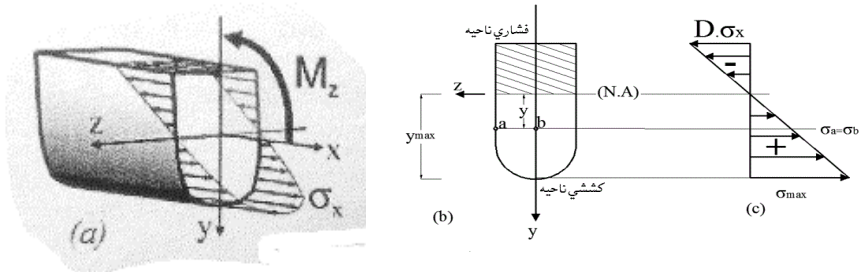 M_z
z
x
σ_x
y
(a)
فشاري ناحيه
z
(N.A)
y
a
b
y_max
كششي ناحيه
(b)
y
D.σ_x
-
σ_a=σ_b
+
σ_max
(c)